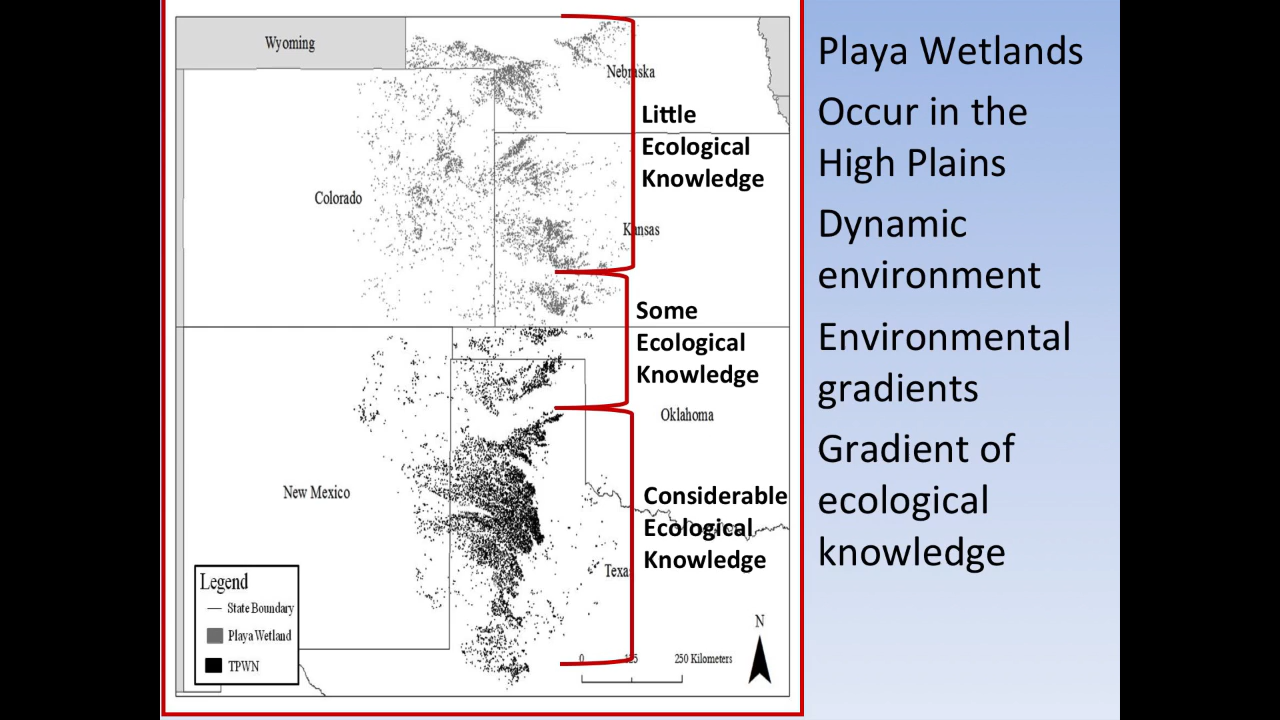 Wyoming
Nebraska
Little
Ecological
Knowledge
Colorado
Kansas
Some
Ecological
Knowledge
Oklahoma
New Mexico
Considerable
Ecological
Knowledge
Texas
Legend
State Boundary
Playa Wetland
TPWN
N
0 125 250 Kilometers
Playa Wetlands
Occur in the
High Plains
Dynamic
environment
Environmental
gradients
Gradient of
ecological
knowledge